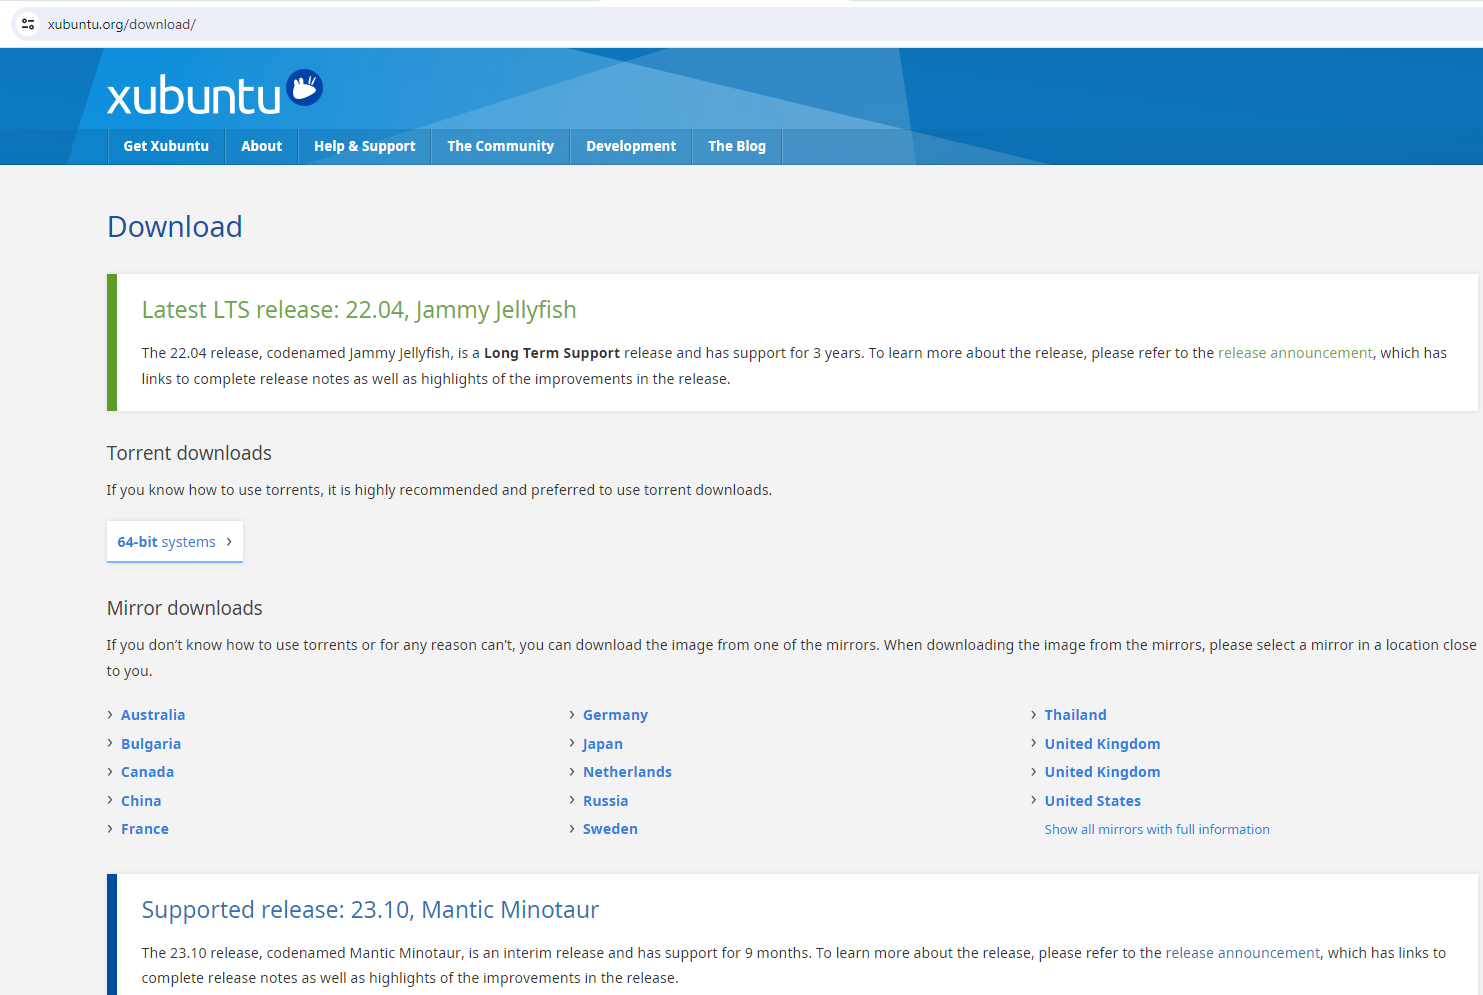 xubuntu.org/download/
xubuntu
Get Xubuntu About Help & Support The Community Development The Blog
Download
Latest LTS release: 22.04, Jammy Jellyfish
The 22.04 release, codenamed Jammy Jellyfish, is a Long Term Support release and has support for 3 years. To learn more about the release, please refer to the release announcement, which has
links to complete release notes as well as highlights of the improvements in the release.
Torrent downloads
If you know how to use torrents, it is highly recommended and preferred to use torrent downloads.
64-bit systems ›
Mirror downloads
If you don’t know how to use torrents or for any reason can’t, you can download the image from one of the mirrors. When downloading the image from the mirrors, please select a mirror in a location close
to you.
› Australia
› Bulgaria
› Canada
› China
› France
› Germany
› Japan
› Netherlands
› Russia
› Sweden
› Thailand
› United Kingdom
› United Kingdom
› United States
Show all mirrors with full information
Supported release: 23.10, Mantic Minotaur
The 23.10 release, codenamed Mantic Minotaur, is an interim release and has support for 9 months. To learn more about the release, please refer to the release announcement, which has links to
complete release notes as well as highlights of the improvements in the release.